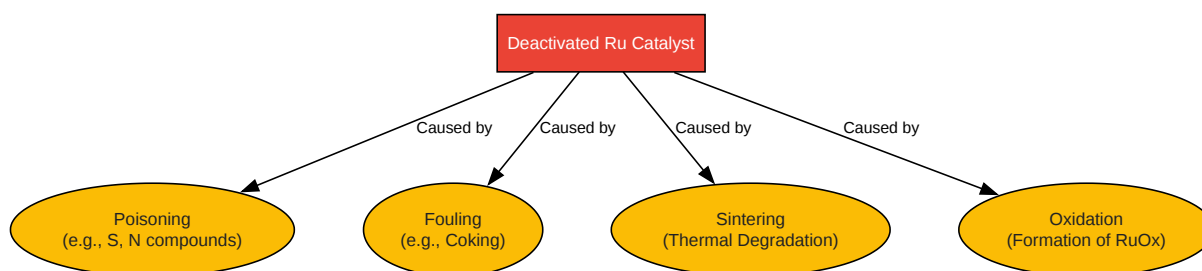 Deactivated Ru Catalyst
Caused by
Caused by
Caused by
Caused by
Poisoning
(e.g., S, N compounds)
Fouling
(e.g., Coking)
Sintering
(Thermal Degradation)
Oxidation
(Formation of RuOx)